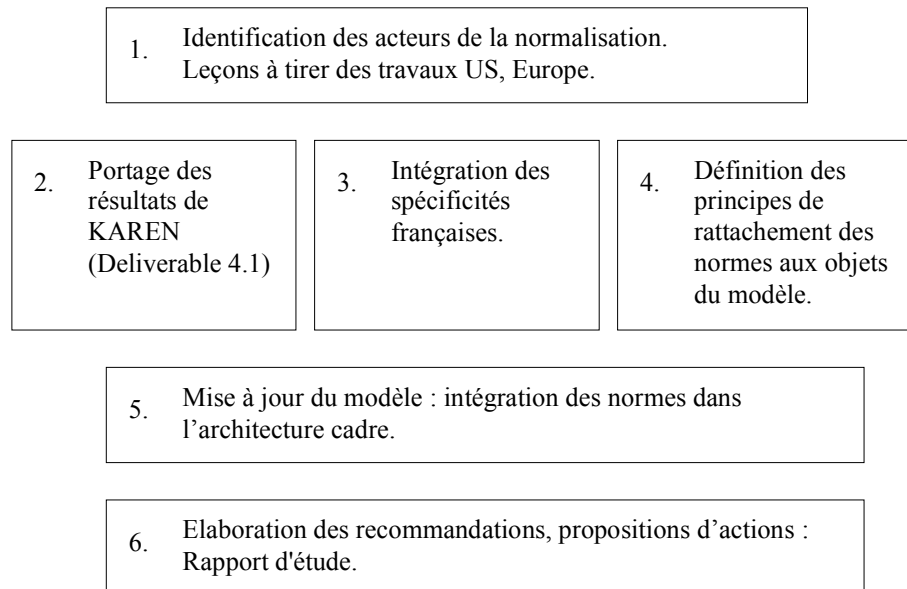 1. Identification des acteurs de la normalisation.
Leçons à tirer des travaux US, Europe.
2. Portage des
résultats de
KAREN
(Deliverable 4.1)
3. Intégration des
spécificités
françaises.
4. Définition des
principes de
rattachement des
normes aux objets
du modèle.
5. Mise à jour du modèle : intégration des normes dans
l’architecture cadre.
6. Elaboration des recommandations, propositions d’actions :
Rapport d'étude.